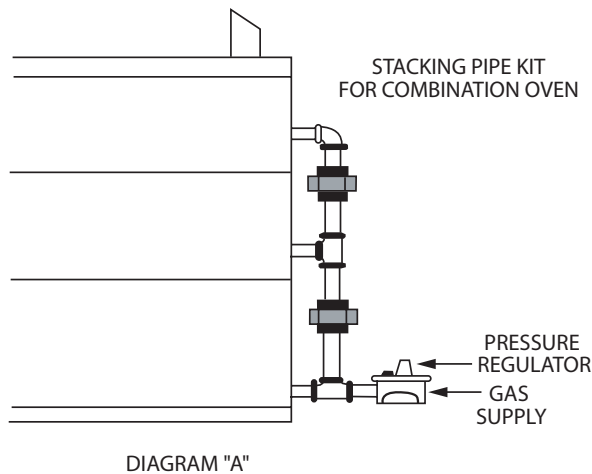 STACKING PIPE KIT
FOR COMBINATION OVEN
PRESSURE
REGULATOR
GAS
SUPPLY
DIAGRAM "A"